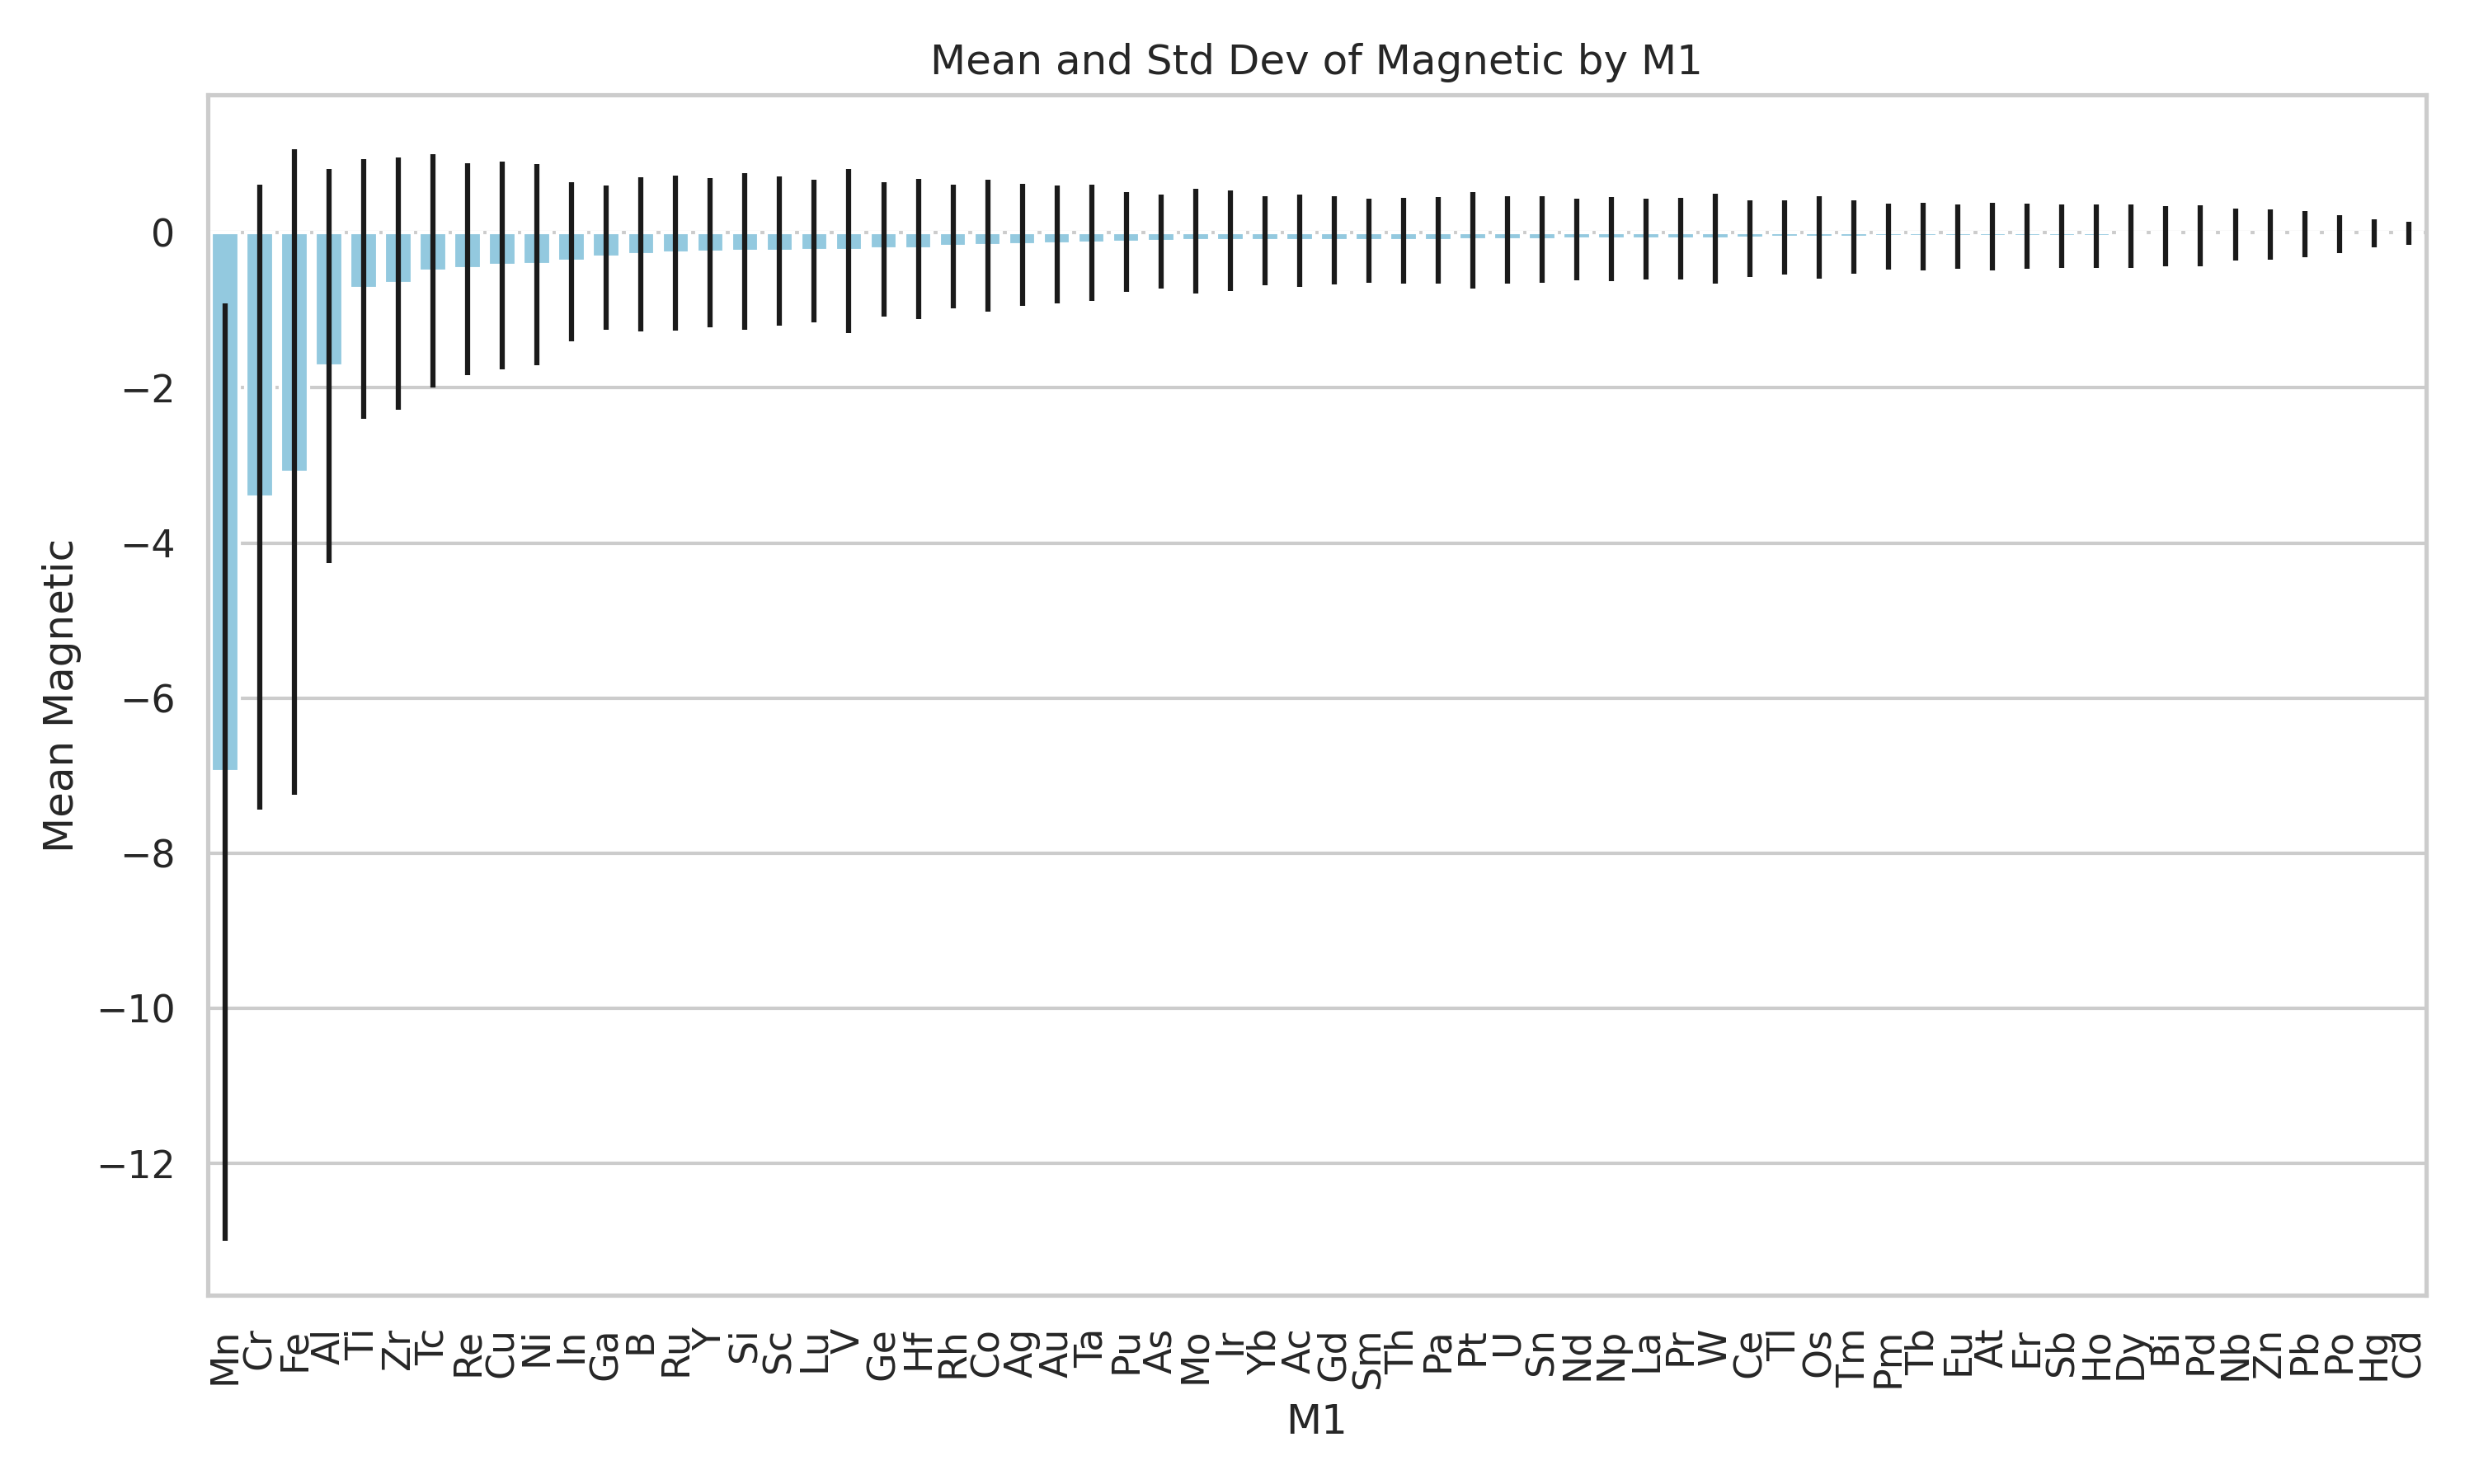 Mean and Std Dev of Magnetic by M1
Mean Magnetic
0
−2
−4
−6
−8
−10
−12
Mn Cr Fe Al Ti Zr Tc Re Cu Ni In Ga B Ru Y Si Sc Lu V Ge Hf Rh Co Ag Au Ta Pu As Mo Ir Yb Ac Gd Sm Th Pa Pt U Sn Nd Np La Pr W Ce Tl Os Tm Pm Tb Eu At Er Sb Ho Dy Bi Pd Nb Zn Pb Po Hg Cd
M1